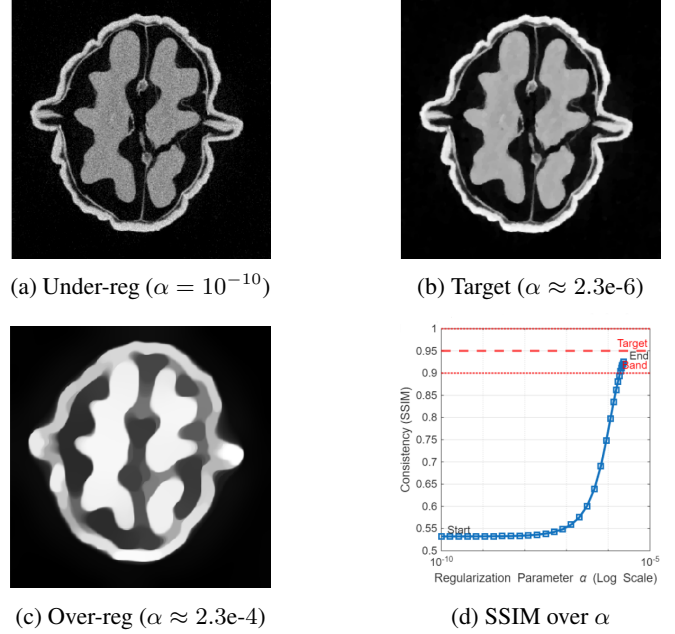 (a) Under-reg (α = 10⁻¹⁰)
(b) Target (α ≈ 2.3e-6)
1
0.95
0.9
0.85
0.8
0.75
0.7
0.65
0.6
0.55
0.5
Consistency (SSIM)
Target
End
Band
Start
10⁻¹⁰
10⁻⁵
Regularization Parameter α (Log Scale)
(c) Over-reg (α ≈ 2.3e-4)
(d) SSIM over α